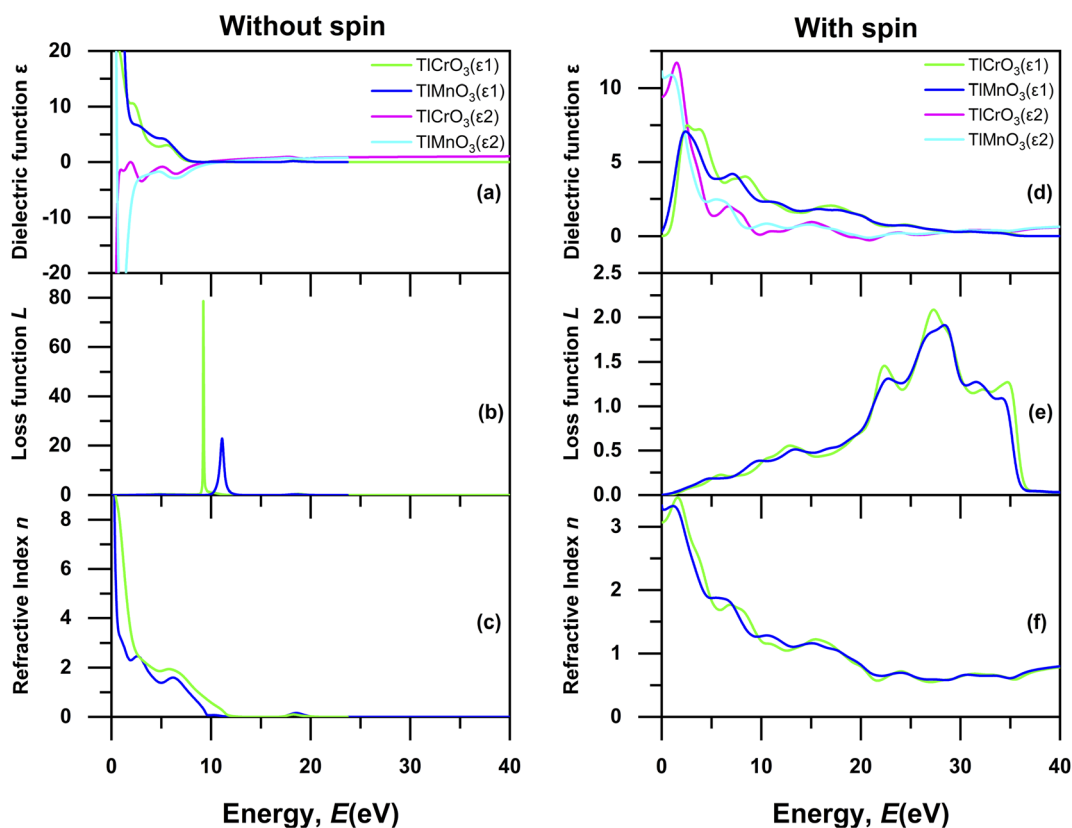 Without spin
Dielectric function ε
20
10
0
-10
-20
TlCrO₃(ε1)
TlMnO₃(ε1)
TlCrO₃(ε2)
TlMnO₃(ε2)
(a)
Loss function L
80
60
40
20
0
(b)
Refractive Index n
8
6
4
2
0
(c)
0 10 20 30 40
Energy, E(eV)
With spin
Dielectric function ε
10
5
0
TlCrO₃(ε1)
TlMnO₃(ε1)
TlCrO₃(ε2)
TlMnO₃(ε2)
(d)
Loss function L
2.5
2.0
1.5
1.0
0.5
0.0
(e)
Refractive Index n
3
2
1
0
(f)
0 10 20 30 40
Energy, E(eV)